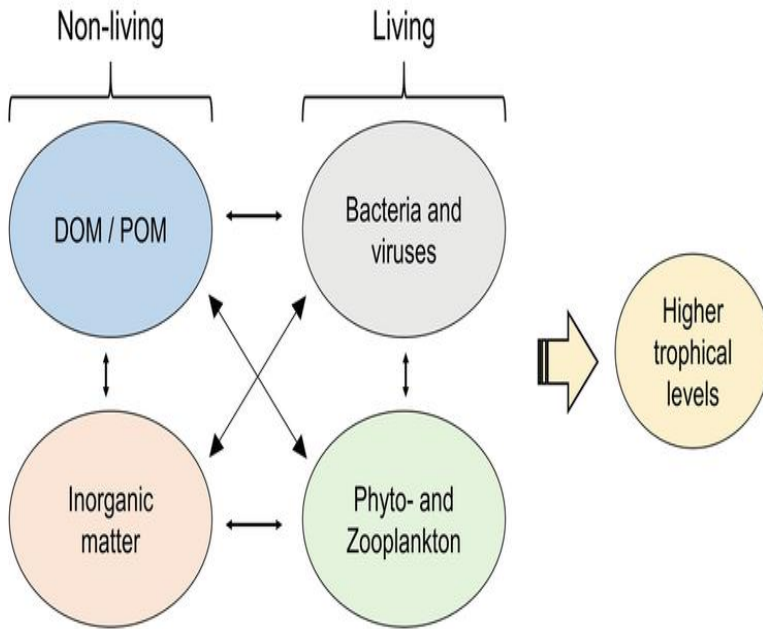 Non-living
Living
DOM / POM
Bacteria and
viruses
Higher
trophical
levels
Inorganic
matter
Phyto- and
Zooplankton